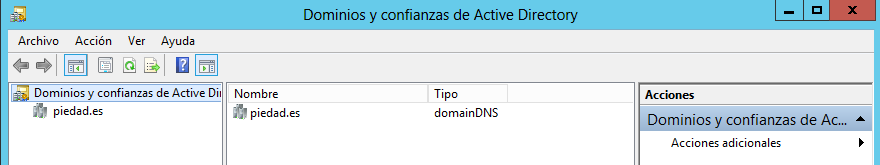 Dominios y confianzas de Active Directory
Archivo Acción Ver Ayuda
Dominios y confianzas de Active Di
piedad.es
Nombre Tipo
piedad.es domainDNS
Acciones
Dominios y confianzas de Ac...
Acciones adicionales